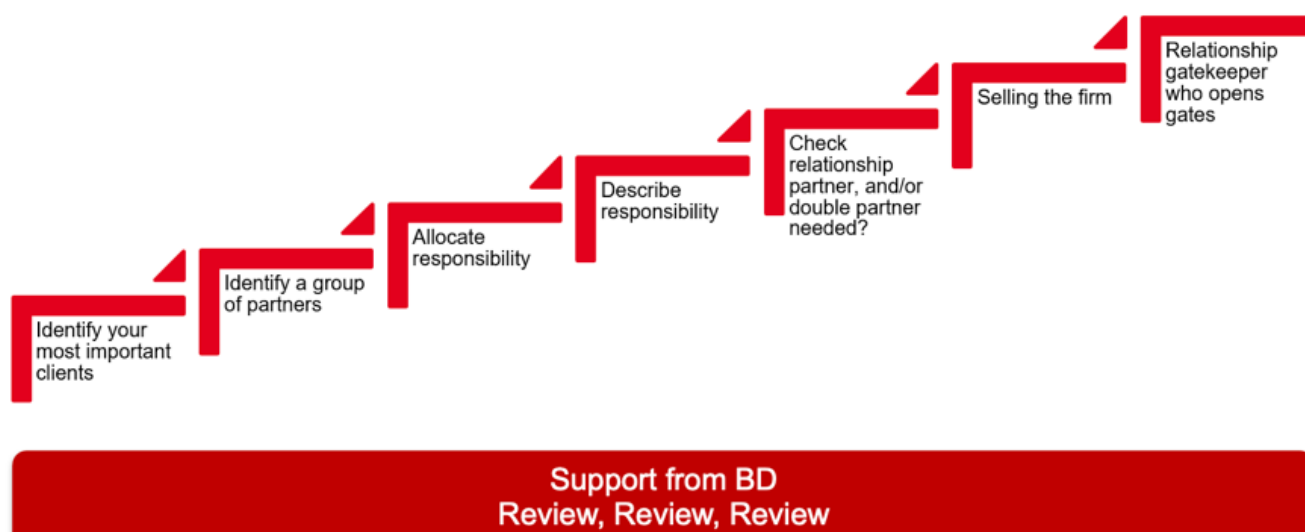 Identify your
most important
clients
Identify a group
of partners
Allocate
responsibility
Describe
responsibility
Check
relationship
partner, and/or
double partner
needed?
Selling the firm
Relationship
gatekeeper
who opens
gates
Support from BD
Review, Review, Review